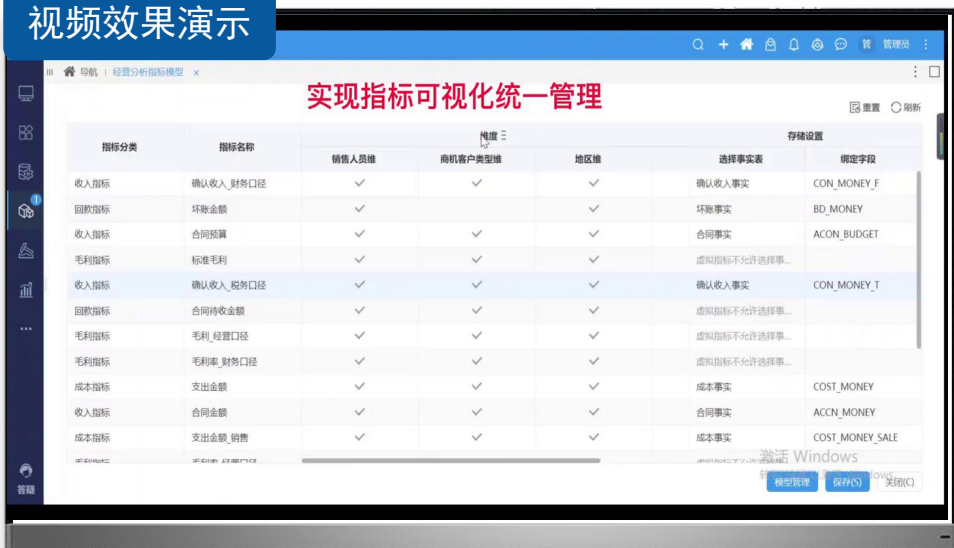 视频效果演示
管 管理员
导航 经营分析指标模型 ×
实现指标可视化统一管理
重置 刷新
指标分类 指标名称 维度 存储设置
销售人员维 商机客户类型维 地区维 选择事实表 绑定字段
收入指标 确认收入_财务口径 确认收入事实 CON_MONEY_F
回款指标 坏账金额 坏账事实 BD_MONEY
收入指标 合同预算 合同事实 ACON_BUDGET
毛利指标 标准毛利 虚拟指标不允许选择事...
收入指标 确认收入_税务口径 确认收入事实 CON_MONEY_T
回款指标 合同待收金额 虚拟指标不允许选择事...
毛利指标 毛利_经营口径 虚拟指标不允许选择事...
毛利指标 毛利率_财务口径 虚拟指标不允许选择事...
成本指标 支出金额 成本事实 COST_MONEY
收入指标 合同金额 合同事实 ACCN_MONEY
成本指标 支出金额_销售 成本事实 COST_MONEY_SALE
毛利指标 毛利率_经营口径
激活 Windows
模型管理 保存(S) 关闭(C)
1
答疑